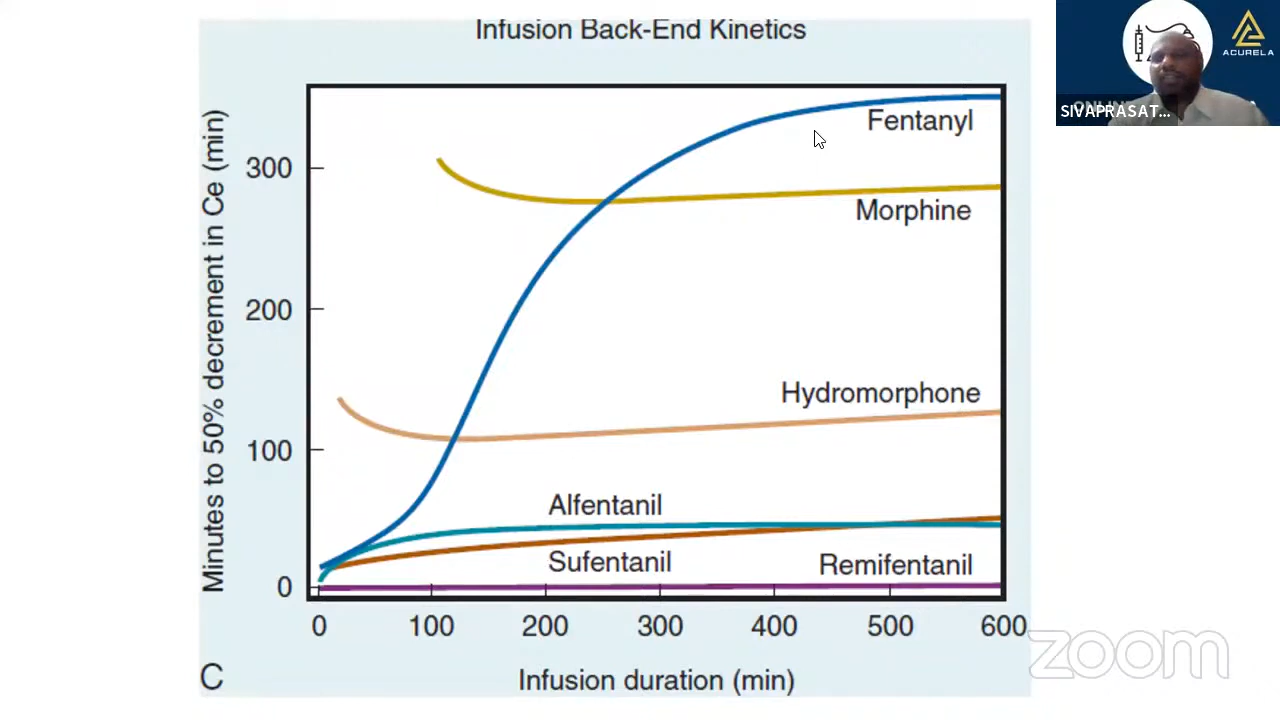 Infusion Back-End Kinetics
Minutes to 50% decrement in Ce (min)
300
200
100
0
Fentanyl
Morphine
Hydromorphone
Alfentanil
Sufentanil
Remifentanil
0 100 200 300 400 500 600
Infusion duration (min)
C
ACURELA
SIVAPRASAT...
zoom